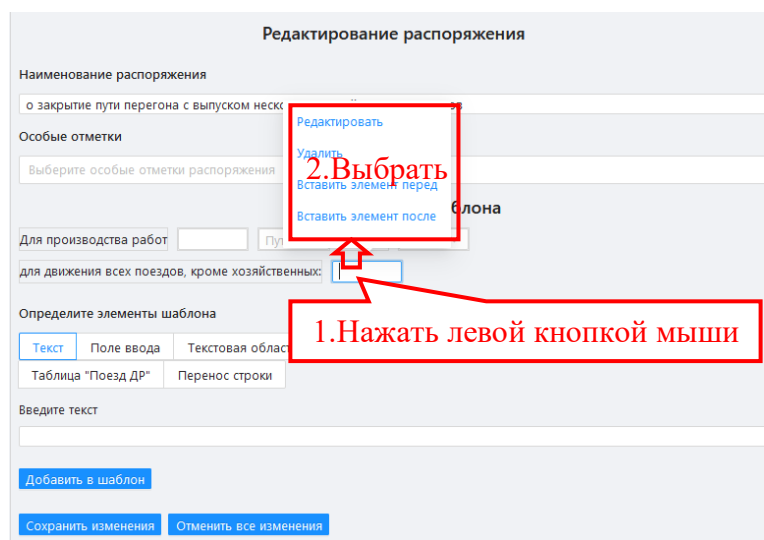 Редактирование распоряжения
Наименование распоряжения
о закрытие пути перегона с выпуском
Редактировать
Особые отметки
Удалить
Выберите особые отметки распоряжения
2.Выбрать
Вставить элемент перед
Вставить элемент после
блона
Для производства работ
для движения всех поездов, кроме хозяйственных:
1.Нажать левой кнопкой мыши
Определите элементы шаблона
Текст Поле ввода Текстовая облас
Таблица "Поезд ДР" Перенос строки
Введите текст
Добавить в шаблон
Сохранить изменения Отменить все изменения